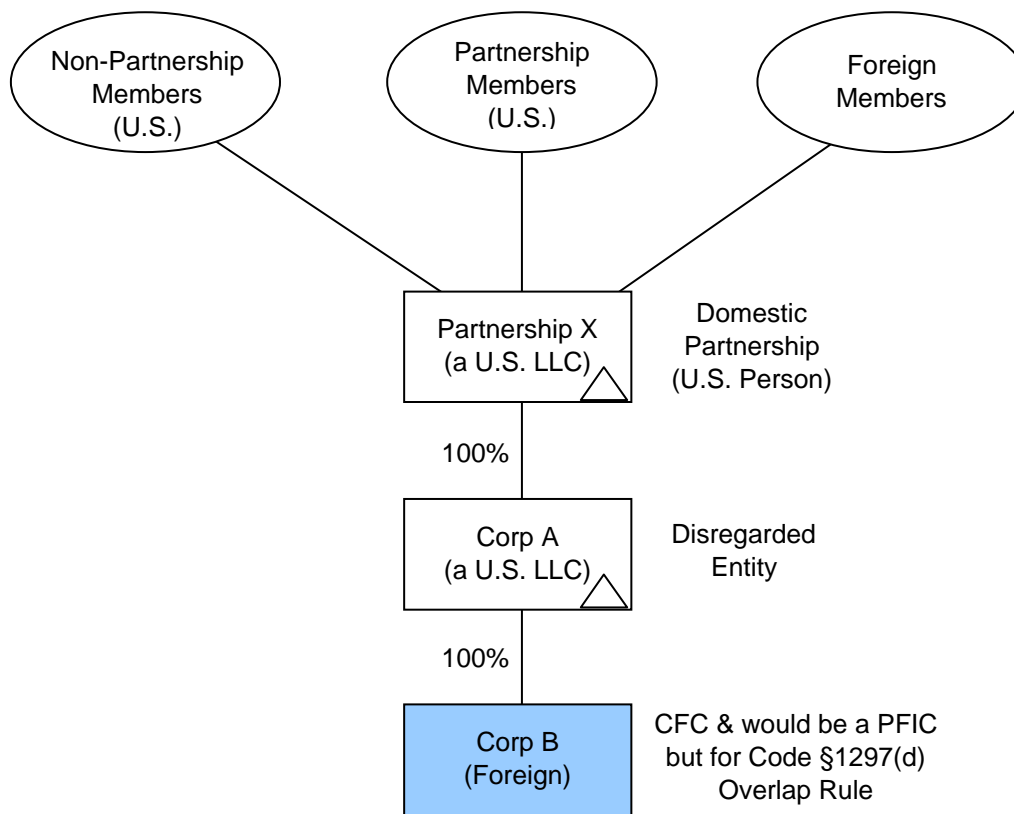 Non-Partnership
Members
(U.S.)
Partnership
Members
(U.S.)
Foreign
Members
Partnership X
(a U.S. LLC)
Domestic
Partnership
(U.S. Person)
100%
Corp A
(a U.S. LLC)
Disregarded
Entity
100%
Corp B
(Foreign)
CFC & would be a PFIC
but for Code §1297(d)
Overlap Rule